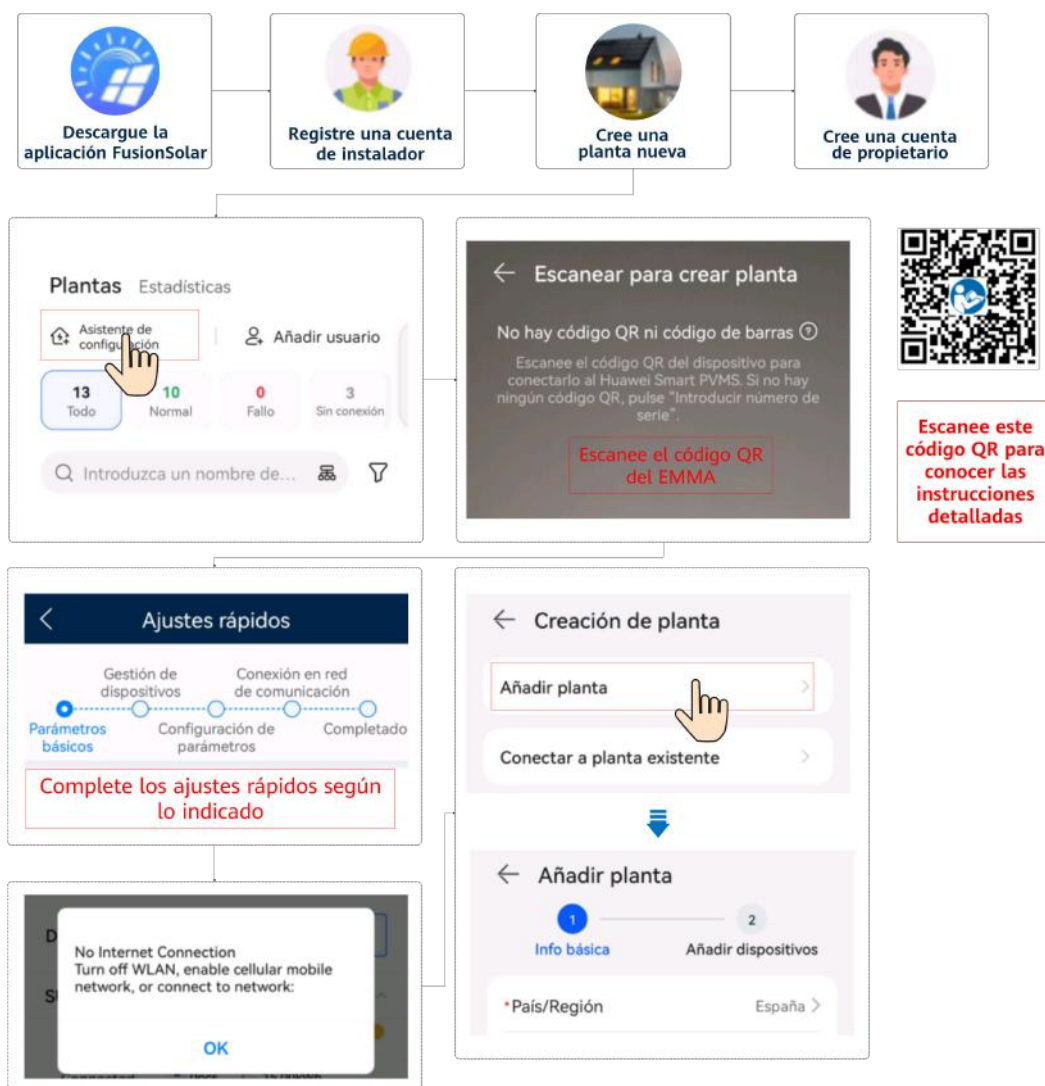 Descargue la
aplicación FusionSolar
Registre una cuenta
de instalador
Cree una
planta nueva
Cree una cuenta
de propietario
Plantas Estadísticas
Asistente de
configuración
Añadir usuario
13
Todo
10
Normal
0
Fallo
3
Sin conexión
Introduzca un nombre de...
Escanear para crear planta
No hay código QR ni código de barras
Escanee el código QR del dispositivo para
conectarlo al Huawei Smart PVMS. Si no hay
ningún código QR, pulse "Introducir número de
serie".
Escanee el código QR
del EMMA
Escanee este
código QR para
conocer las
instrucciones
detalladas
Ajustes rápidos
Gestión de
dispositivos
Conexión en red
de comunicación
Parámetros
básicos
Configuración de
parámetros
Completado
Complete los ajustes rápidos según
lo indicado
No Internet Connection
Turn off WLAN, enable cellular mobile
network, or connect to network:
OK
Creación de planta
Añadir planta
Conectar a planta existente
Añadir planta
1
Info básica
2
Añadir dispositivos
*País/Región
España